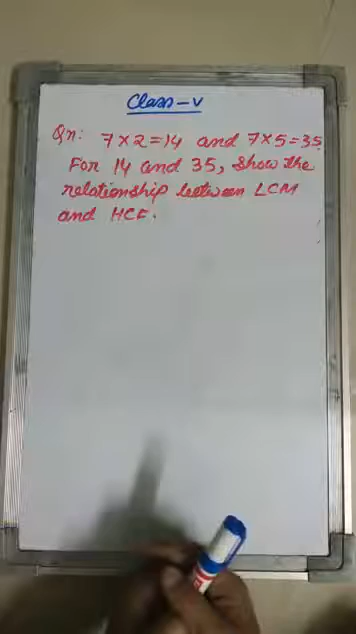 Class - V
Qn: 7 × 2 = 14 and 7 × 5 = 35.
For 14 and 35, show the
relationship between LCM
and HCF.